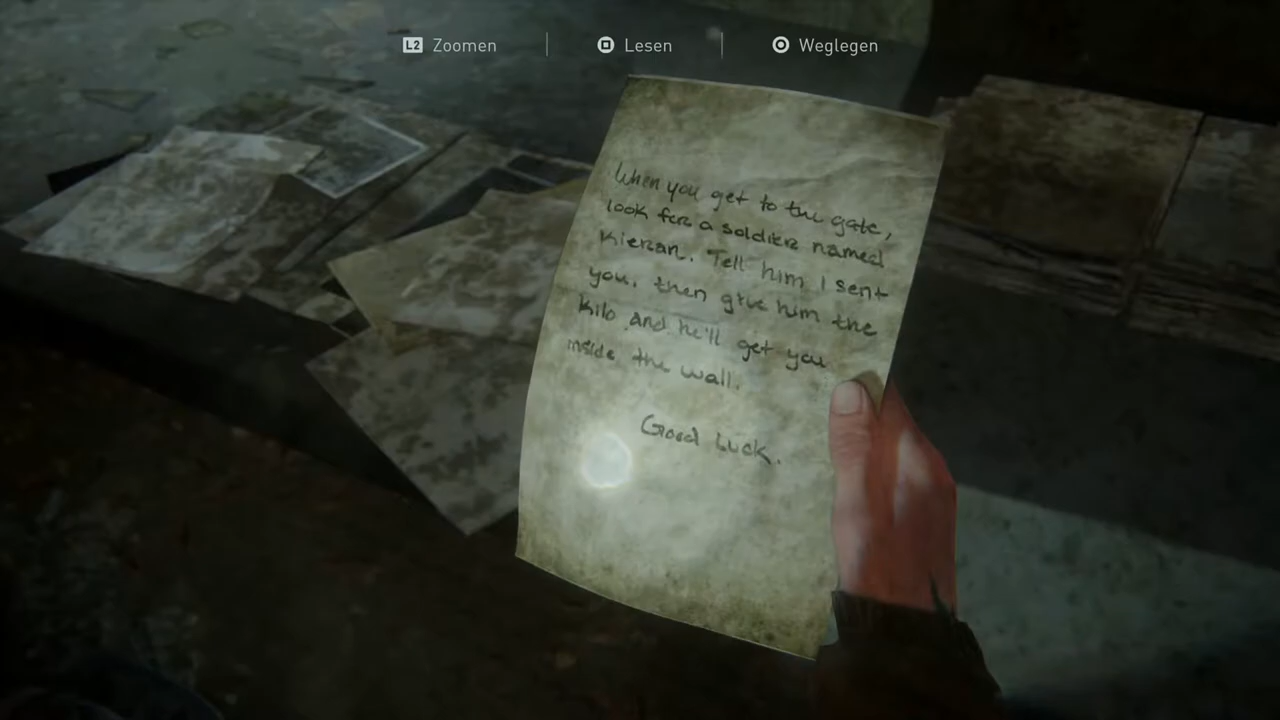 L2 Zoomen Lesen Weglegen
When you get to the gate,
look for a soldier named
Kieran. Tell him I sent
you, then give him the
kilo and he'll get you
inside the wall.
Good Luck.